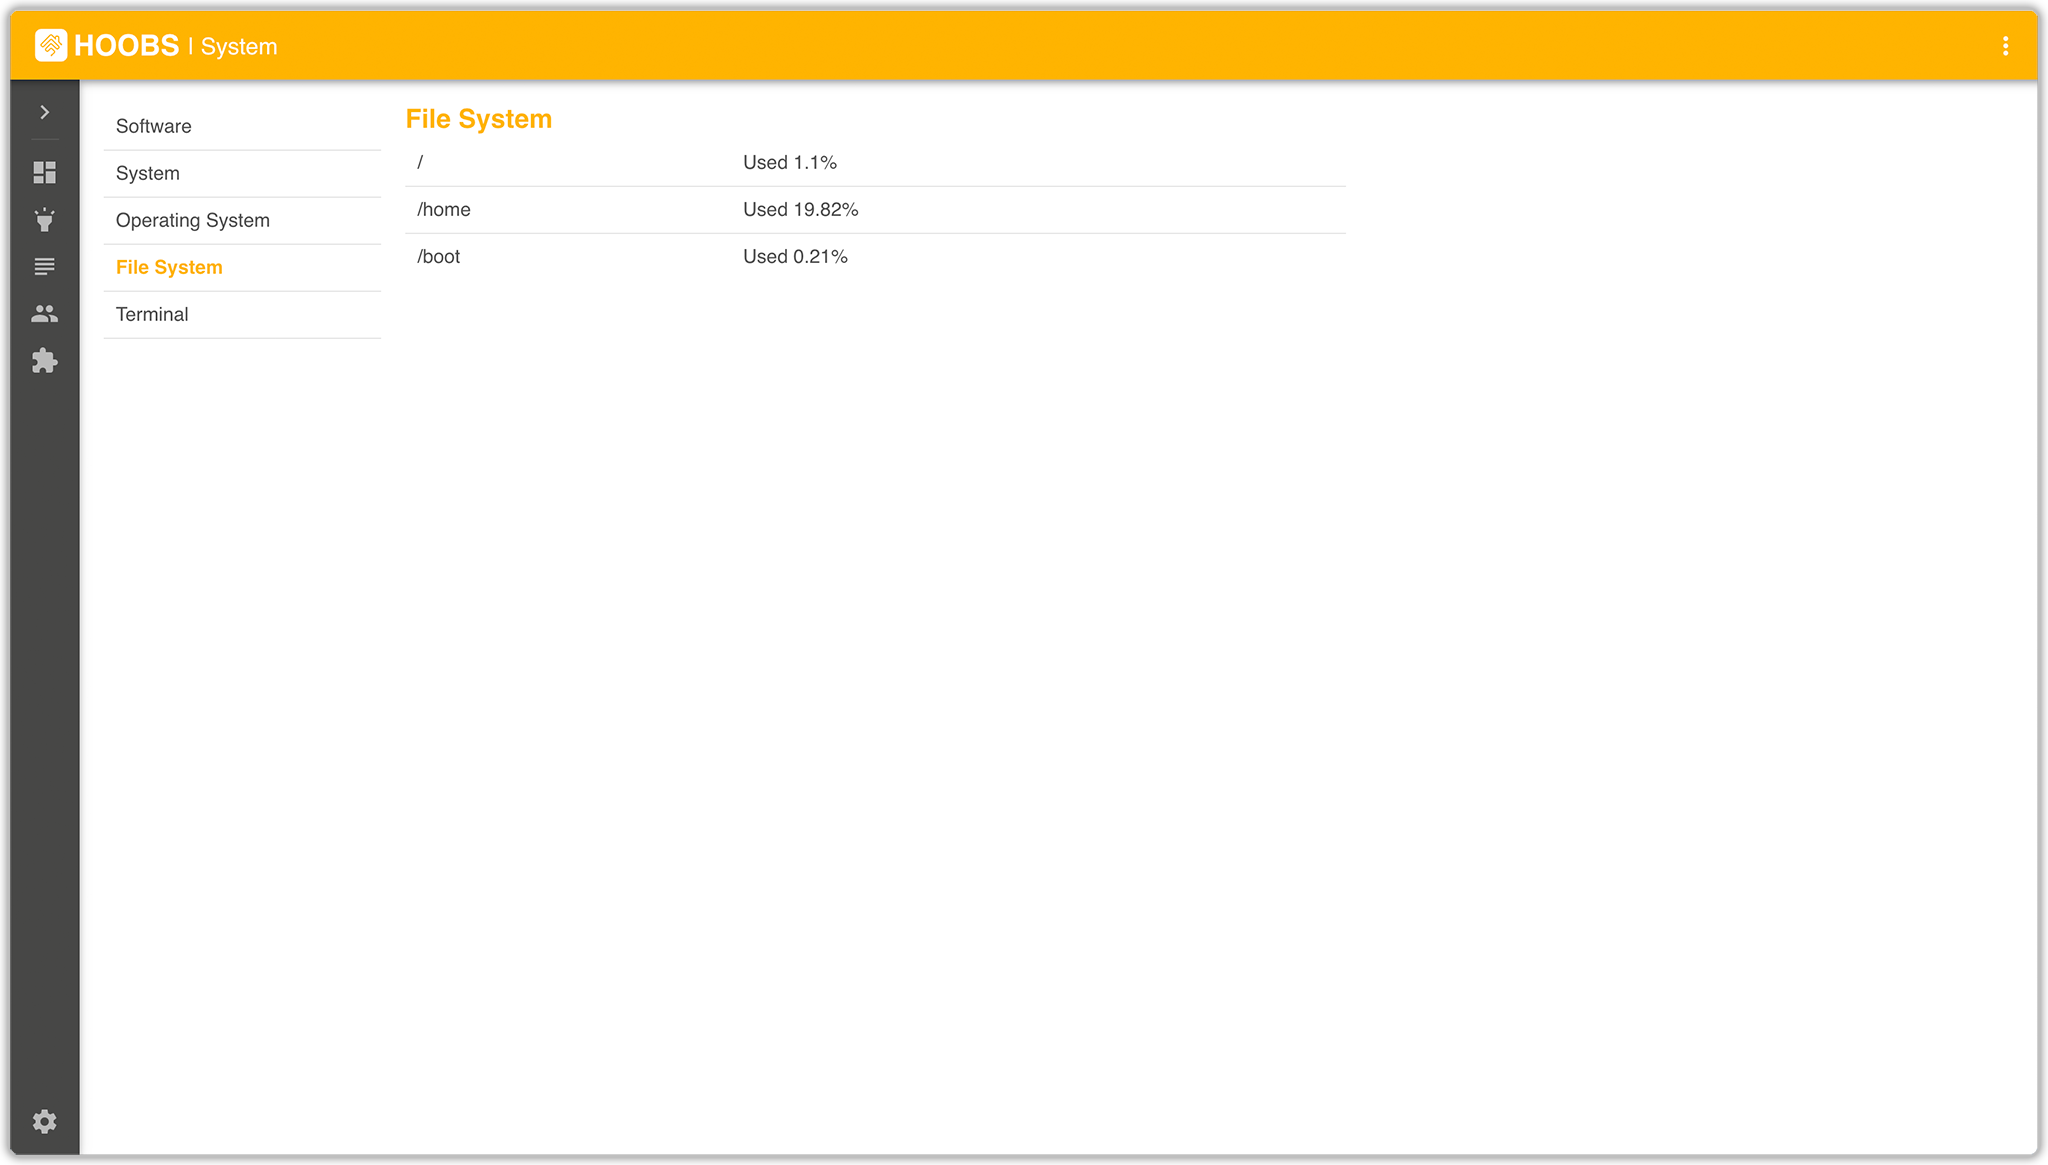 HOOBS | System
Software
System
Operating System
File System
Terminal
File System
/ Used 1.1%
/home Used 19.82%
/boot Used 0.21%